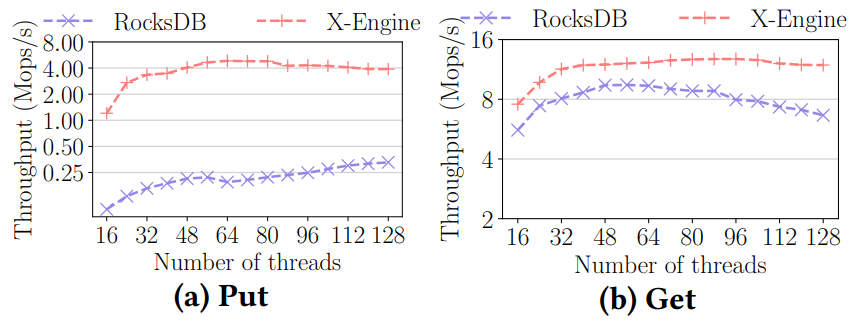 RocksDB X-Engine
Throughput (Mops/s)
8.00
4.00
2.00
1.00
0.50
0.25
16 32 48 64 80 96 112 128
Number of threads
(a) Put
RocksDB X-Engine
Throughput (Mops/s)
16
8
4
2
16 32 48 64 80 96 112 128
Number of threads
(b) Get